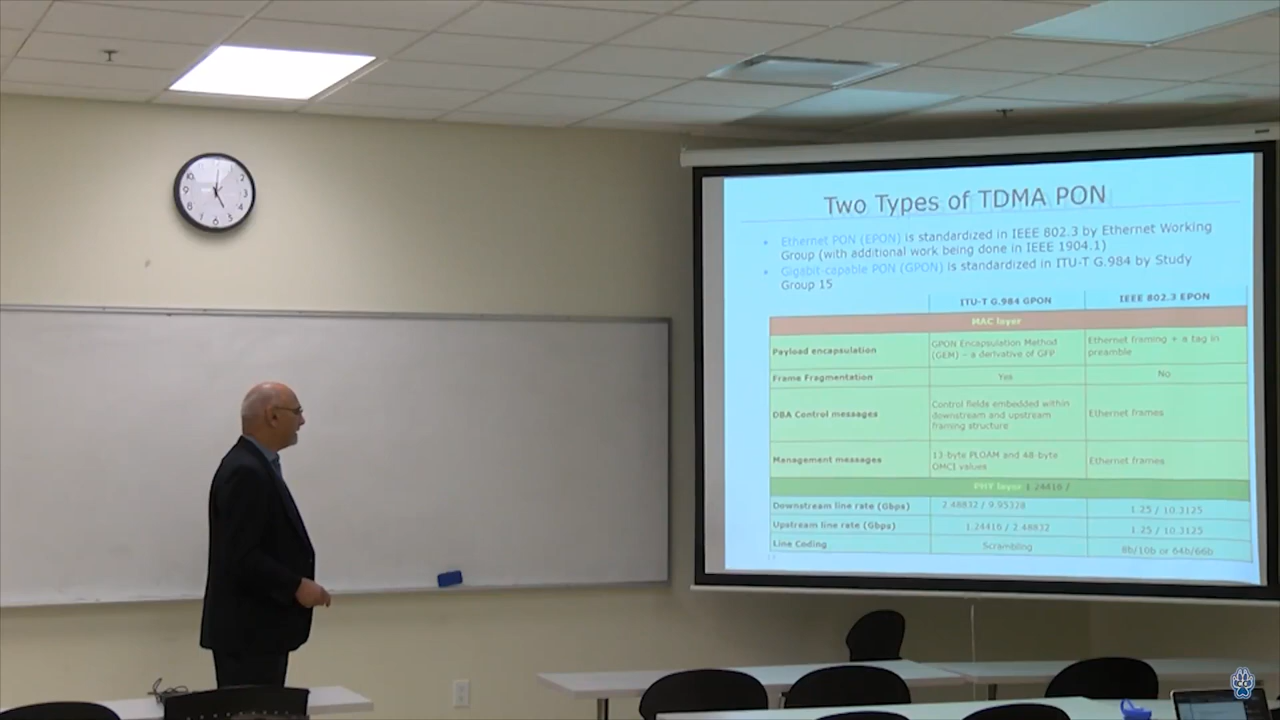 Two Types of TDMA PON
• Ethernet PON (EPON) is standardized in IEEE 802.3 by Ethernet Working
Group (with additional work being done in IEEE 1904.1)
• Gigabit-capable PON (GPON) is standardized in ITU-T G.984 by Study
Group 15
ITU-T G.984 GPON IEEE 802.3 EPON
MAC layer
Payload encapsulation GPON Encapsulation Method Ethernet framing + a tag in
(GEM) – a derivative of GFP preamble
Frame Fragmentation Yes No
Control fields embedded within
DBA Control messages downstream and upstream Ethernet frames
framing structure
Management messages 13-byte PLOAM and 48-byte Ethernet frames
OMCI values
PHY layer 1.24416 /
Downstream line rate (Gbps) 2.48832 / 9.95328 1.25 / 10.3125
Upstream line rate (Gbps) 1.24416 / 2.48832 1.25 / 10.3125
Line Coding Scrambling 8b/10b or 64b/66b